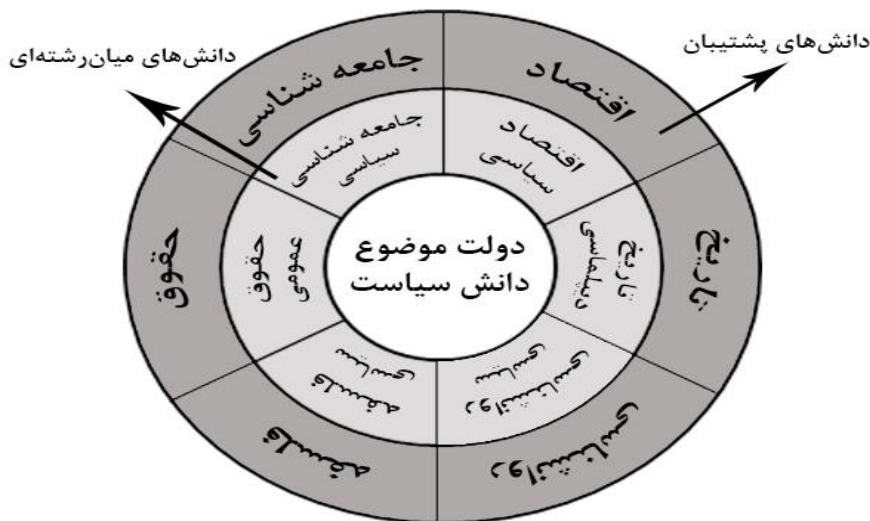 دانش‌های پشتیبان
دانش‌های میان‌رشته‌ای
اقتصاد
تاریخ
روانشناسی
فلسفه
حقوق
جامعه شناسی
اقتصاد
سیاسی
تاریخ
دیپلماسی
روانشناسی
سیاسی
فلسفه
سیاسی
حقوق
عمومی
جامعه شناسی
سیاسی
دولت موضوع
دانش سیاست